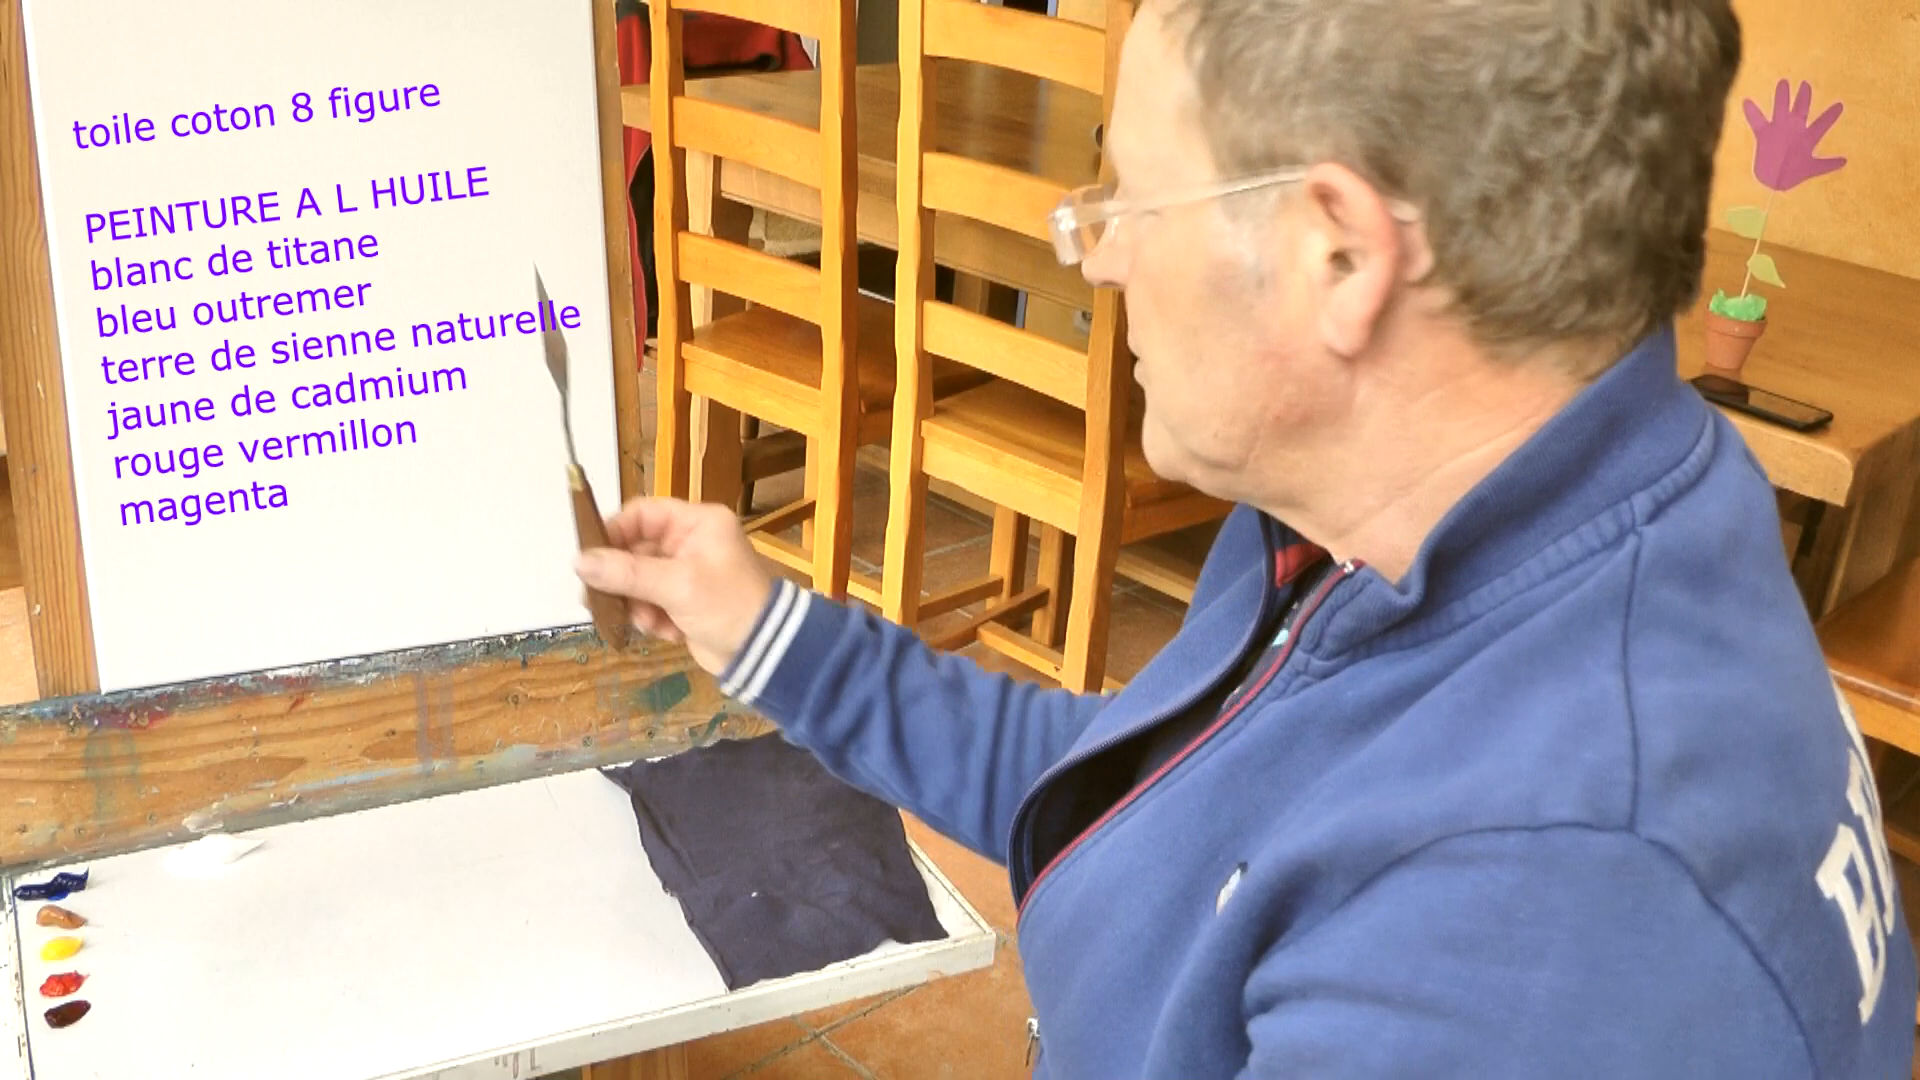 toile coton 8 figure
PEINTURE A L HUILE
blanc de titane
bleu outremer
terre de sienne naturelle
jaune de cadmium
rouge vermillon
magenta